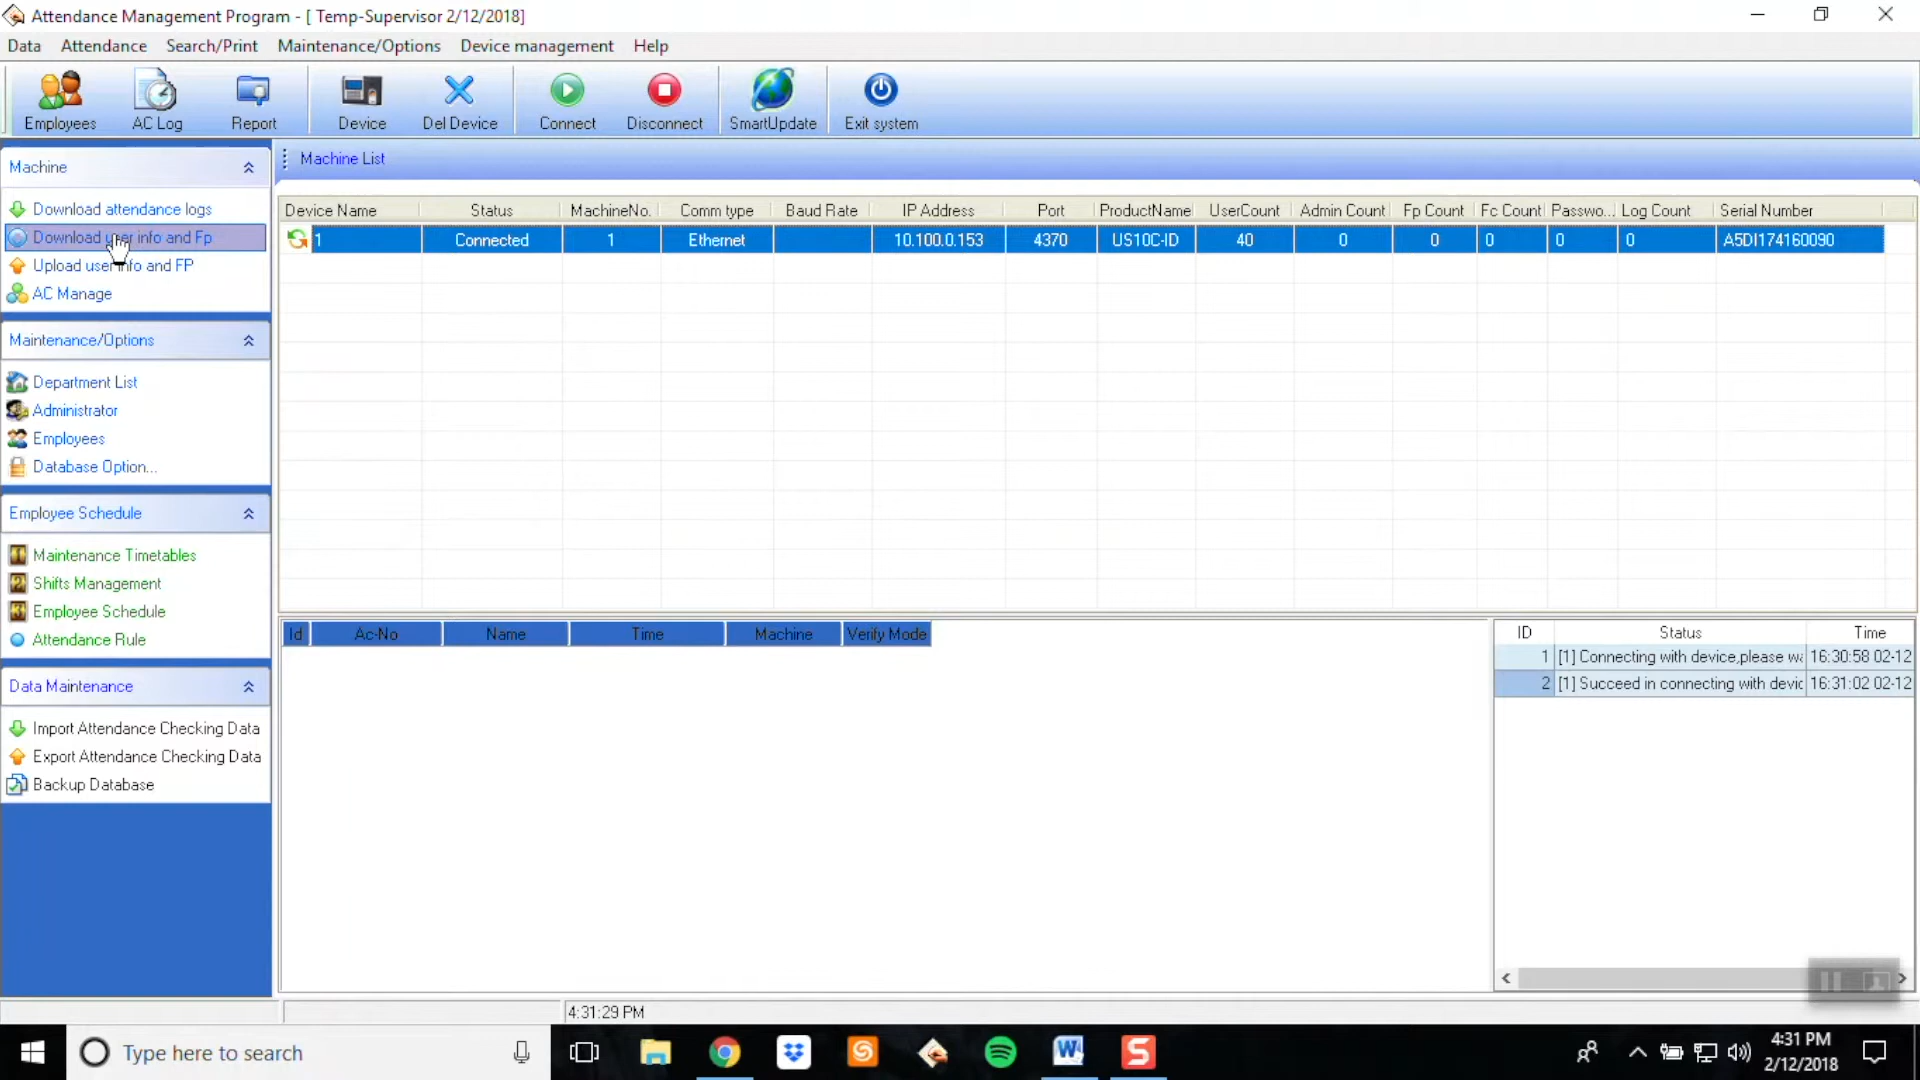 Attendance Management Program - [ Temp-Supervisor 2/12/2018]
Data Attendance Search/Print Maintenance/Options Device management Help
Employees AC Log Report Device Del Device Connect Disconnect SmartUpdate Exit system
Machine
Download attendance logs
Download user info and Fp
Upload user info and FP
AC Manage
Maintenance/Options
Department List
Administrator
Employees
Database Option...
Employee Schedule
Maintenance Timetables
Shifts Management
Employee Schedule
Attendance Rule
Data Maintenance
Import Attendance Checking Data
Export Attendance Checking Data
Backup Database
Machine List
Device Name Status MachineNo. Comm type Baud Rate IP Address Port ProductName UserCount Admin Count Fp Count Fc Count Passwo... Log Count Serial Number
1 Connected 1 Ethernet 10.100.0.153 4370 US10C-ID 40 0 0 0 0 0 A5DI174160090
Id Ac-No Name Time Machine Verify Mode
ID Status Time
1 [1] Connecting with device,please wa 16:30:58 02-12
2 [1] Succeed in connecting with devic 16:31:02 02-12
4:31:29 PM
Type here to search
4:31 PM
2/12/2018